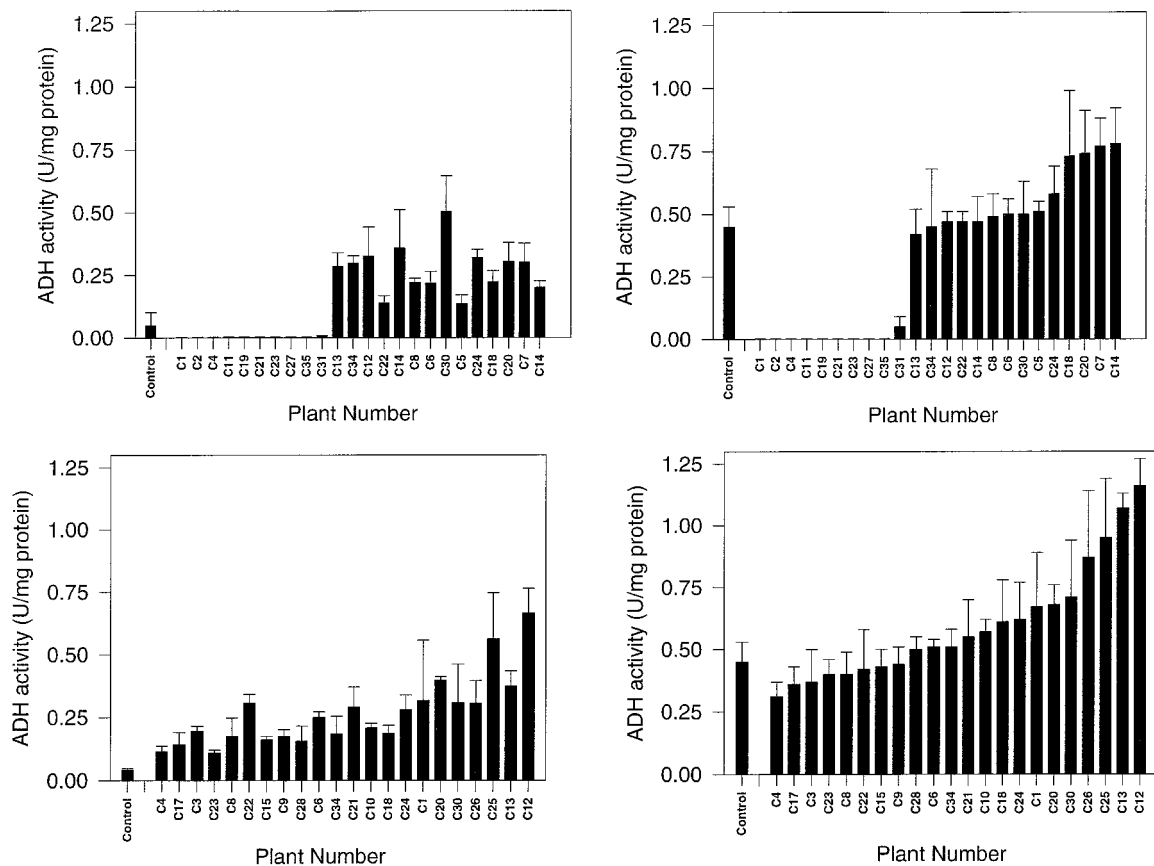 ADH activity (U/mg protein)
1.25
1.00
0.75
0.50
0.25
0.00
Control
C1
C2
C4
C11
C19
C21
C23
C27
C35
C31
C13
C34
C12
C22
C14
C8
C6
C30
C5
C24
C18
C20
C7
C14
Plant Number
ADH activity (U/mg protein)
1.25
1.00
0.75
0.50
0.25
0.00
Control
C1
C2
C4
C11
C19
C21
C23
C27
C35
C31
C13
C34
C12
C22
C14
C8
C6
C30
C5
C24
C18
C20
C7
C14
Plant Number
ADH activity (U/mg protein)
1.25
1.00
0.75
0.50
0.25
0.00
Control
C4
C17
C3
C23
C8
C22
C15
C9
C28
C6
C34
C21
C10
C18
C24
C1
C20
C30
C26
C25
C13
C12
Plant Number
ADH activity (U/mg protein)
1.25
1.00
0.75
0.50
0.25
0.00
Control
C4
C17
C3
C23
C8
C22
C15
C9
C28
C6
C34
C21
C10
C18
C24
C1
C20
C30
C26
C25
C13
C12
Plant Number